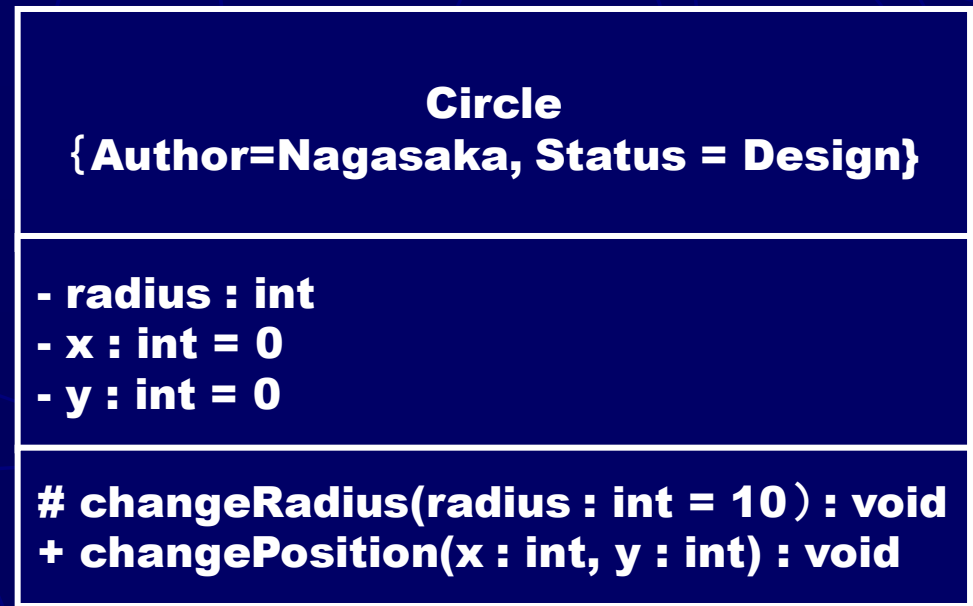 Circle
｛Author=Nagasaka, Status = Design}
- radius : int
- x : int = 0
- y : int = 0
# changeRadius(radius : int = 10）: void
+ changePosition(x : int, y : int) : void